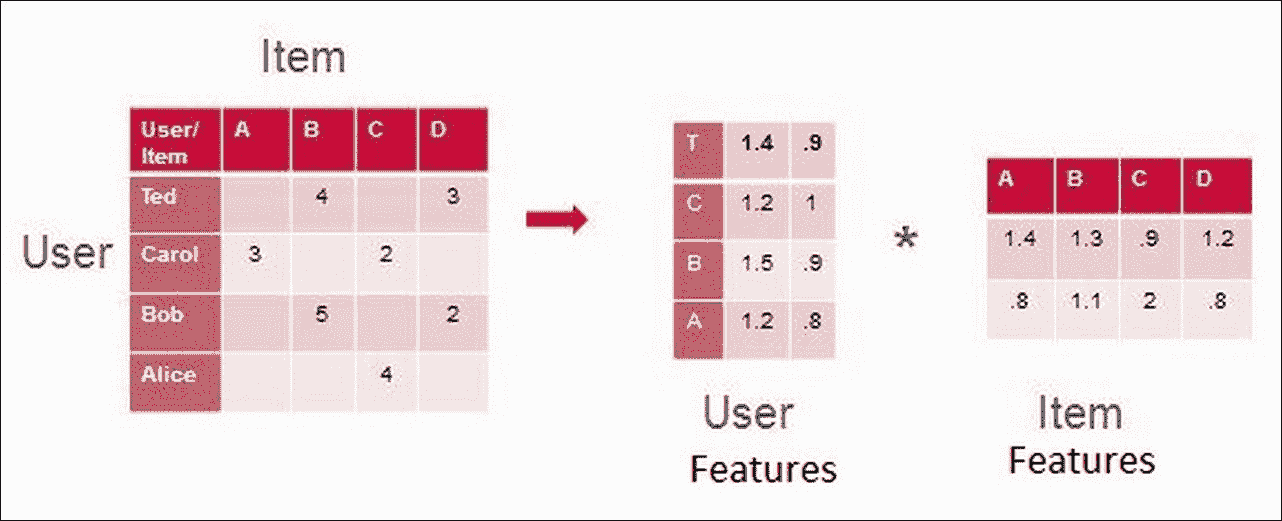 Item
User/ Item A B C D
Ted 4 3
User
Carol 3 2
Bob 5 2
Alice 4
T 1.4 .9
C 1.2 1
B 1.5 .9
A 1.2 .8
User
Features
*
A B C D
1.4 1.3 .9 1.2
.8 1.1 2 .8
Item
Features